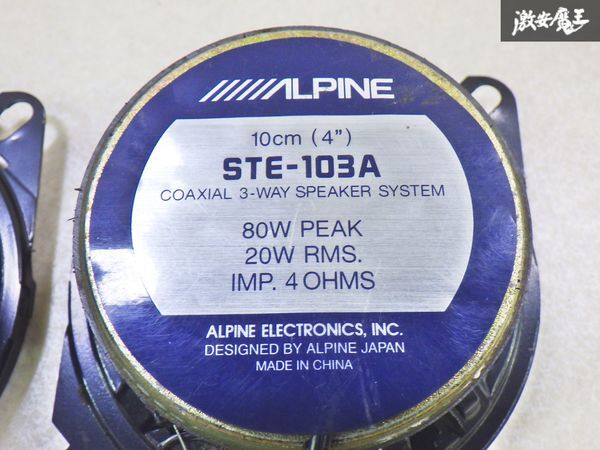 激安魔王
ALPINE
10cm (4”)
STE-103A
COAXIAL 3-WAY SPEAKER SYSTEM
80W PEAK
20W RMS.
IMP. 4 OHMS
ALPINE ELECTRONICS, INC.
DESIGNED BY ALPINE JAPAN
MADE IN CHINA